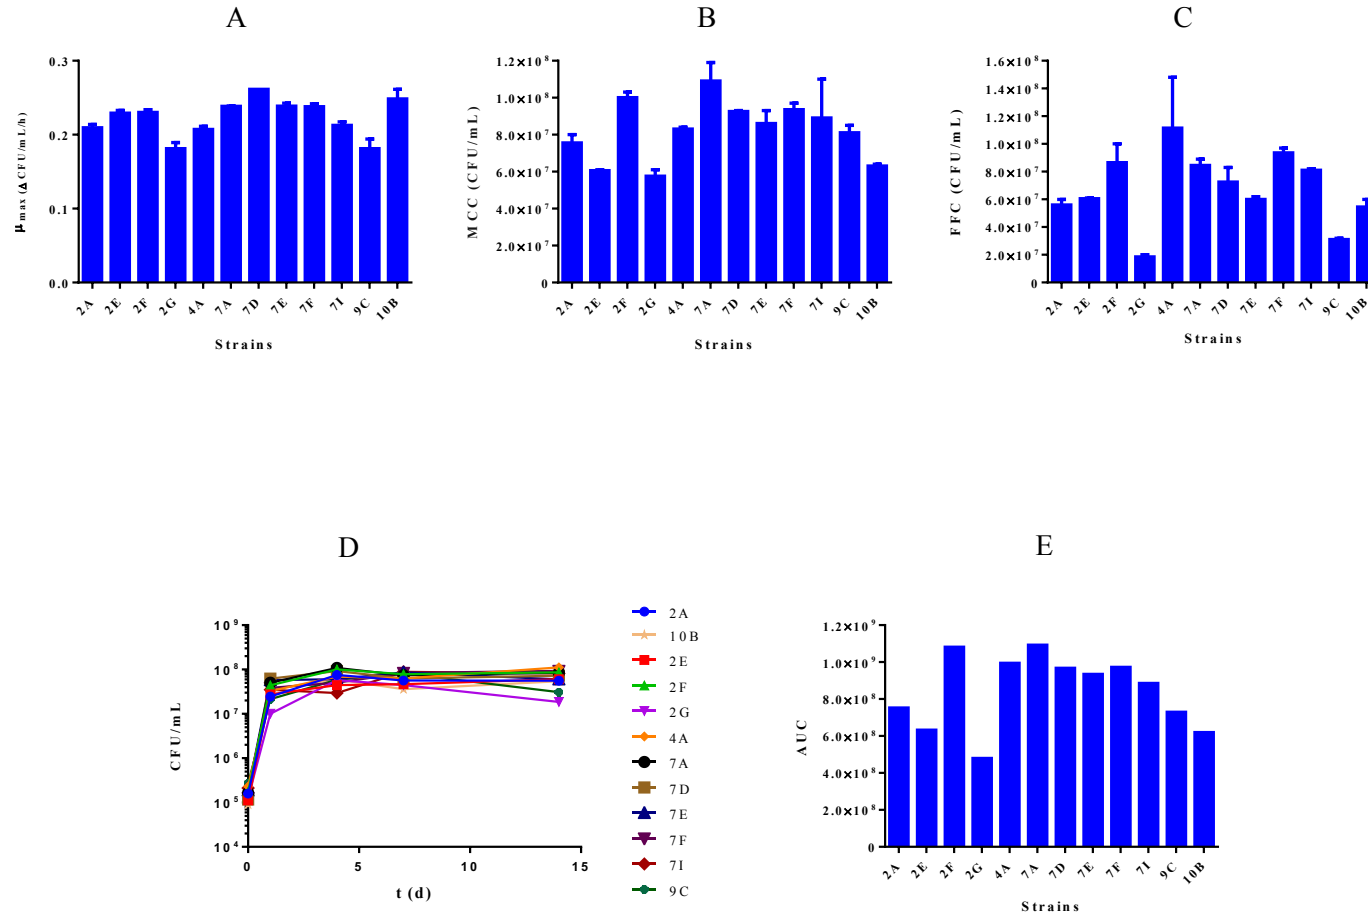 A
B
C
0.3
0.2
0.1
0.0
μmax (ΔCFU/mL/h)
2A 2E 2F 2G 4A 7A 7D 7E 7F 7I 9C 10B
Strains
1.2×10⁸
1.0×10⁸
8.0×10⁷
6.0×10⁷
4.0×10⁷
2.0×10⁷
0
MCC (CFU/mL)
2A 2E 2F 2G 4A 7A 7D 7E 7F 7I 9C 10B
Strains
1.6×10⁸
1.4×10⁸
1.2×10⁸
1.0×10⁸
8.0×10⁷
6.0×10⁷
4.0×10⁷
2.0×10⁷
0
FFC (CFU/mL)
2A 2E 2F 2G 4A 7A 7D 7E 7F 7I 9C 10B
Strains
D
E
10⁹
10⁸
10⁷
10⁶
10⁵
10⁴
CFU/mL
0 5 10 15
t (d)
2A
10B
2E
2F
2G
4A
7A
7D
7E
7F
7I
9C
1.2×10⁹
1.0×10⁹
8.0×10⁸
6.0×10⁸
4.0×10⁸
2.0×10⁸
0
AUC
2A 2E 2F 2G 4A 7A 7D 7E 7F 7I 9C 10B
Strains